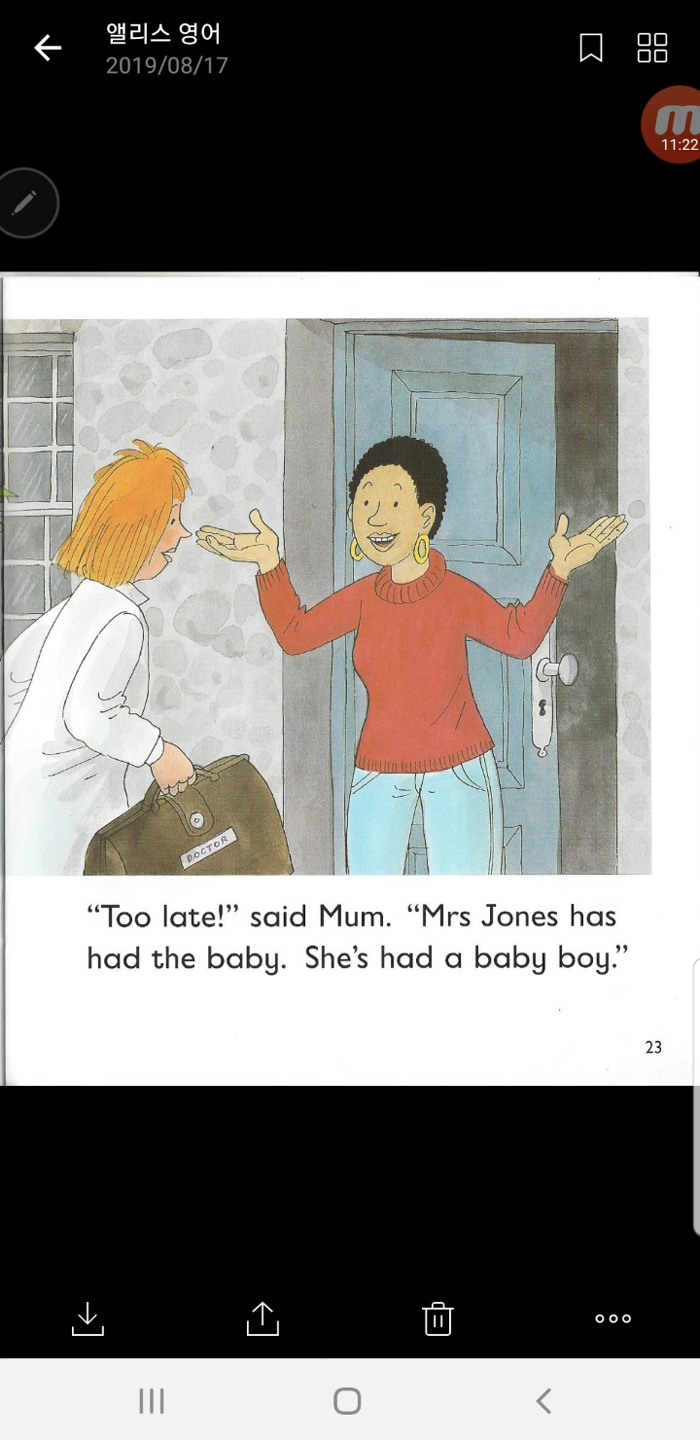 앨리스 영어
2019/08/17
11:22
DOCTOR
“Too late!” said Mum. “Mrs Jones has
had the baby. She’s had a baby boy.”
23